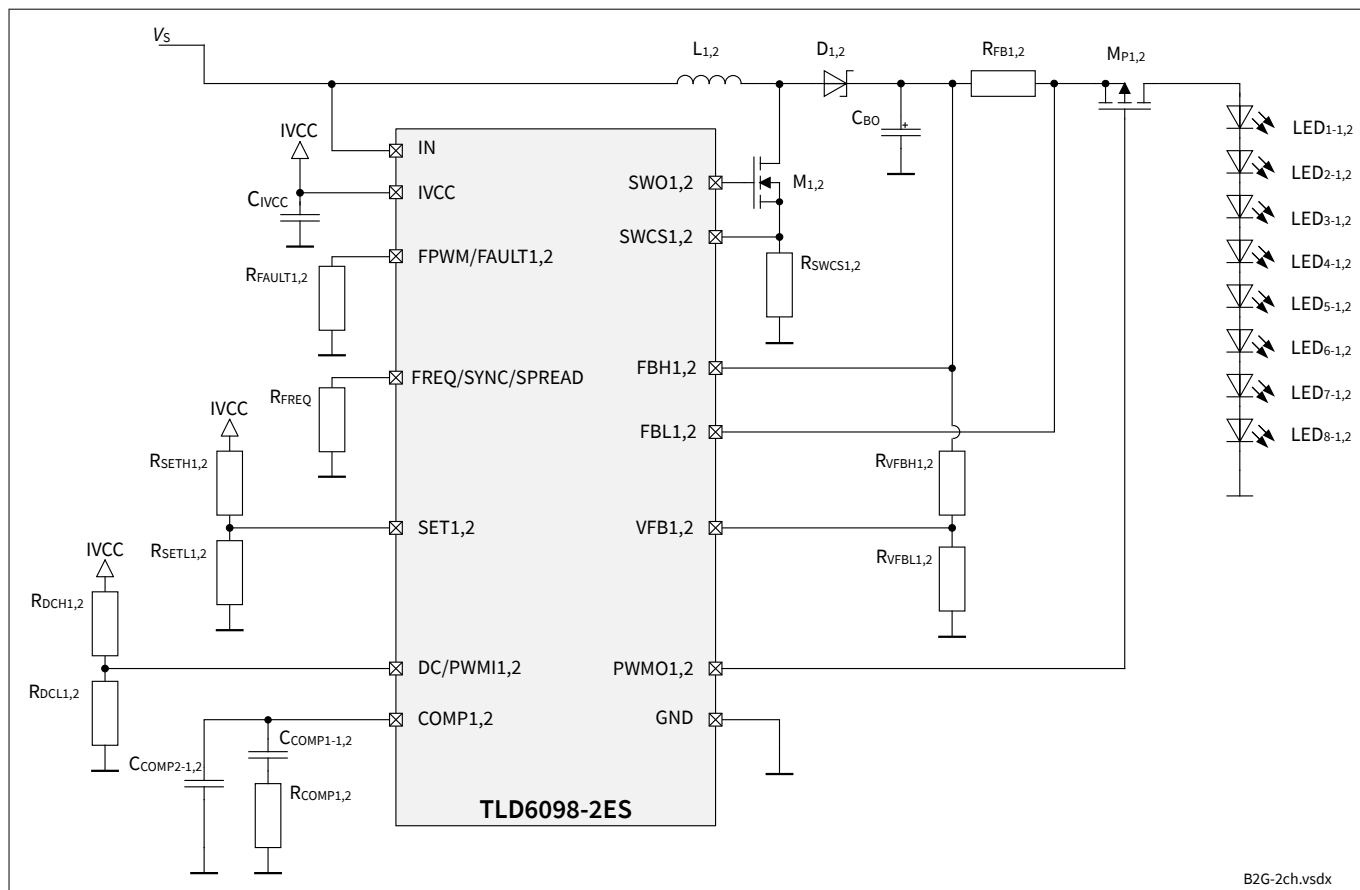 VS
L1,2
D1,2
RFB1,2
MP1,2
IVCC
IN
CBO
LED1-1,2
IVCC
SWO1,2
M1,2
LED2-1,2
CIVCC
LED3-1,2
SWCS1,2
FPWM/FAULT1,2
RSWCS1,2
LED4-1,2
RFAULT1,2
LED5-1,2
LED6-1,2
FBH1,2
FREQ/SYNC/SPREAD
RFREQ
LED7-1,2
IVCC
FBL1,2
LED8-1,2
RSETH1,2
RVFBH1,2
SET1,2
VFB1,2
RSETL1,2
IVCC
RVFBL1,2
RDCH1,2
DC/PWMI1,2
PWMO1,2
RDCL1,2
COMP1,2
GND
CCOMP1-1,2
CCOMP2-1,2
RCOMP1,2
TLD6098-2ES
B2G-2ch.vsdx